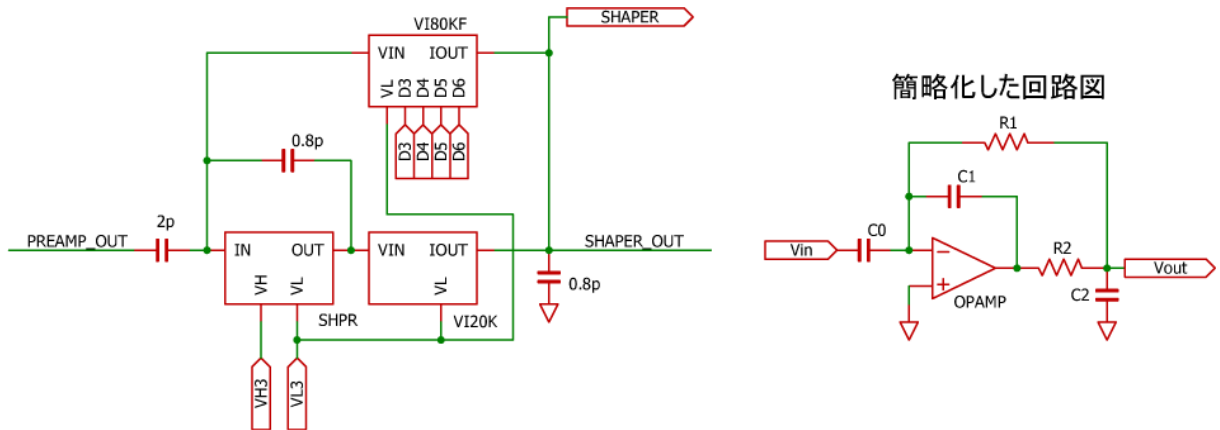 SHAPER
VI80KF
VIN IOUT
VL D3 D4 D5 D6
D3 D4 D5 D6
0.8p
2p
PREAMP_OUT
IN OUT
VH VL
SHPR
VIN IOUT
VL
VI20K
SHAPER_OUT
0.8p
VH3
VL3
簡略化した回路図
R1
C1
C0
Vin
OPAMP
R2
Vout
C2